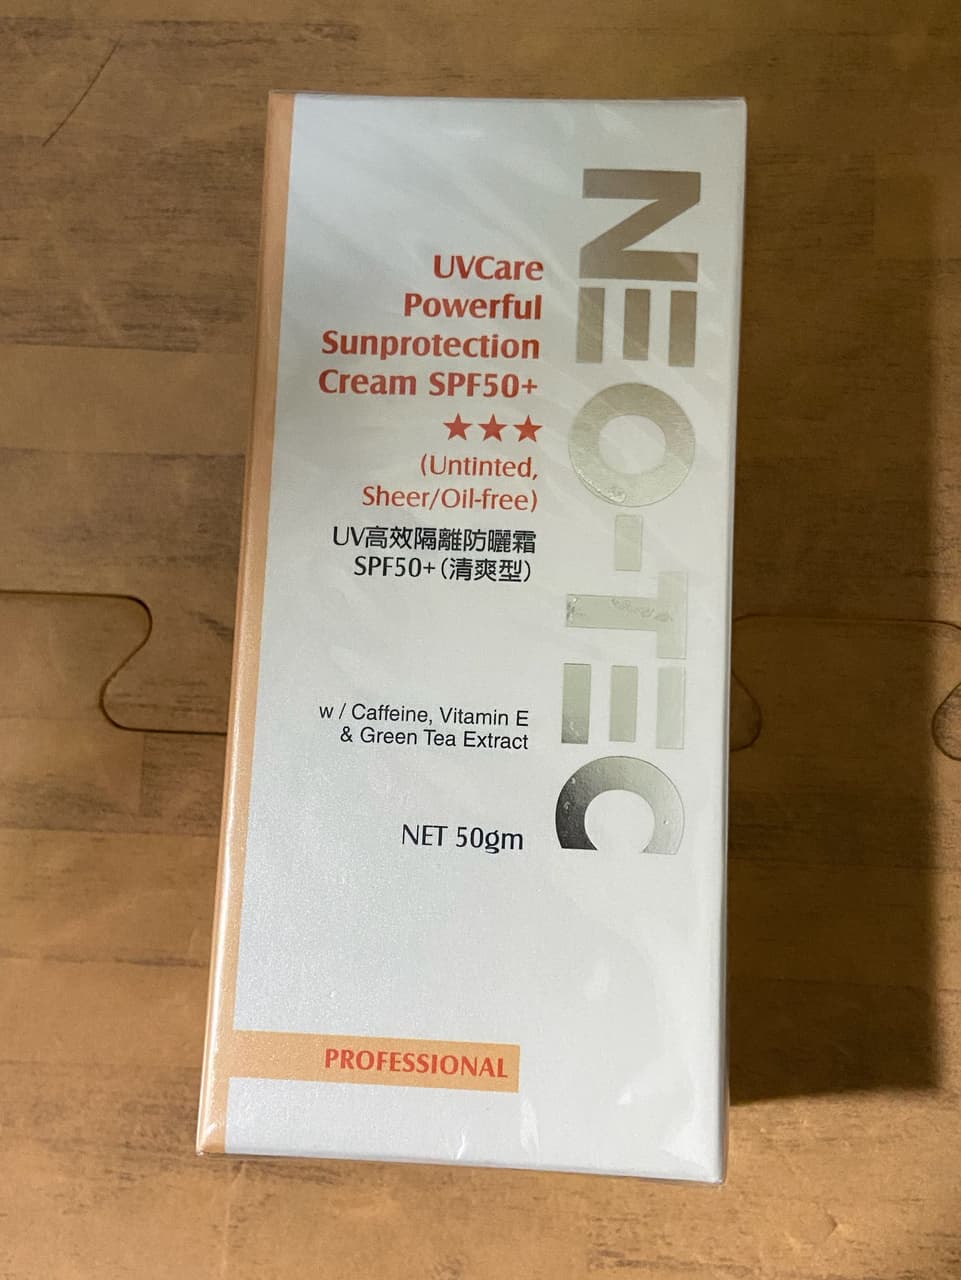 NEO-TEC
UVCare
Powerful
Sunprotection
Cream SPF50+
★★★
(Untinted,
Sheer/Oil-free)
UV高效隔離防曬霜
SPF50+(清爽型)
w / Caffeine, Vitamin E
& Green Tea Extract
NET 50gm
PROFESSIONAL